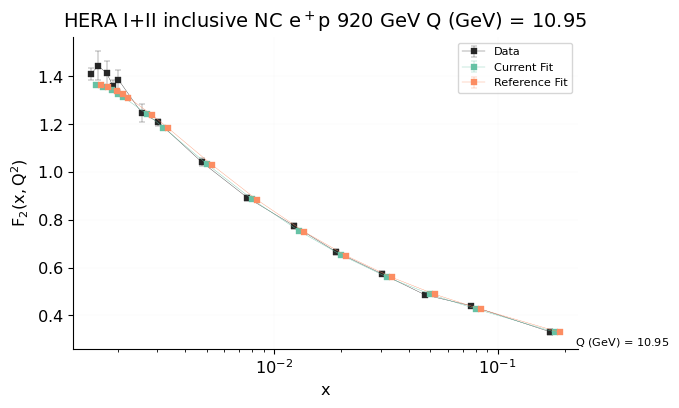 HERA I+II inclusive NC e⁺p 920 GeV Q (GeV) = 10.95
Data
Current Fit
Reference Fit
F₂(x, Q²)
1.4
1.2
1.0
0.8
0.6
0.4
10⁻²
10⁻¹
Q (GeV) = 10.95
x